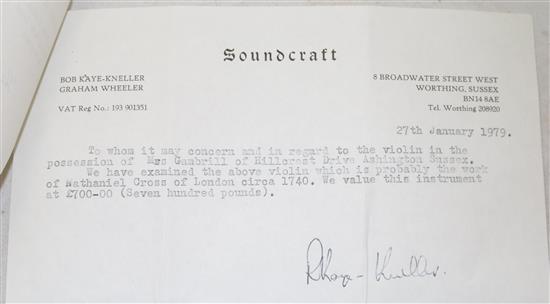 Soundcraft
BOB KAYE-KNELLER
GRAHAM WHEELER
VAT Reg No.: 193 901351
8 BROADWATER STREET WEST
WORTHING, SUSSEX
BN14 8AE
Tel. Worthing 208920
27th January 1979.
To whom it may concern and in regard to the violin in the
possession of Mrs Gambrill of Hillcrest Drive Ashington Sussex.
We have examined the above violin which is probably the work
of Nathaniel Cross of London circa 1740. We value this instrument
at £700-00 (Seven hundred pounds).
RKaye-Kneller.